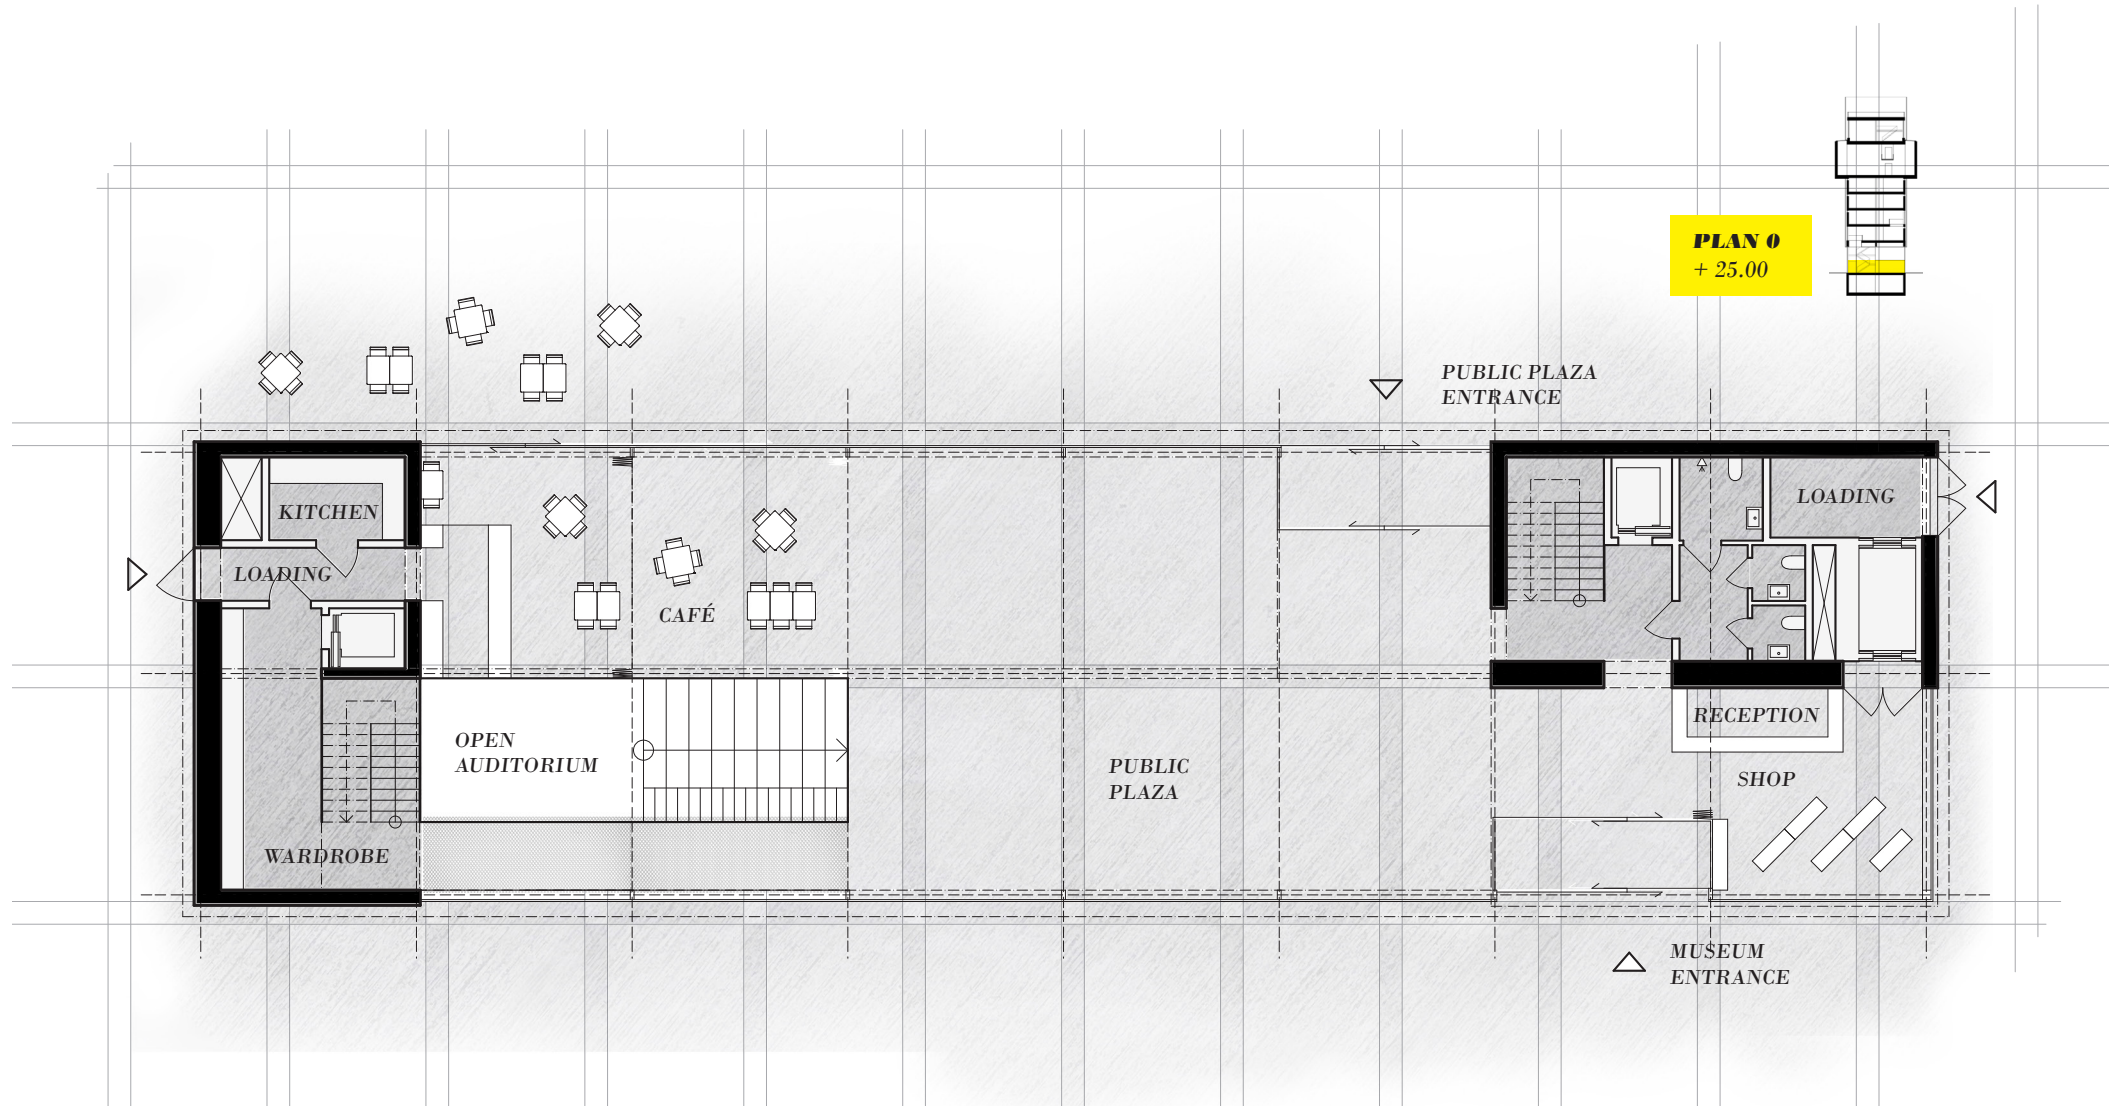 PLAN 0
+ 25.00
PUBLIC PLAZA
ENTRANCE
KITCHEN
LOADING
LOADING
CAFÉ
RECEPTION
OPEN
AUDITORIUM
PUBLIC
PLAZA
SHOP
WARDROBE
MUSEUM
ENTRANCE